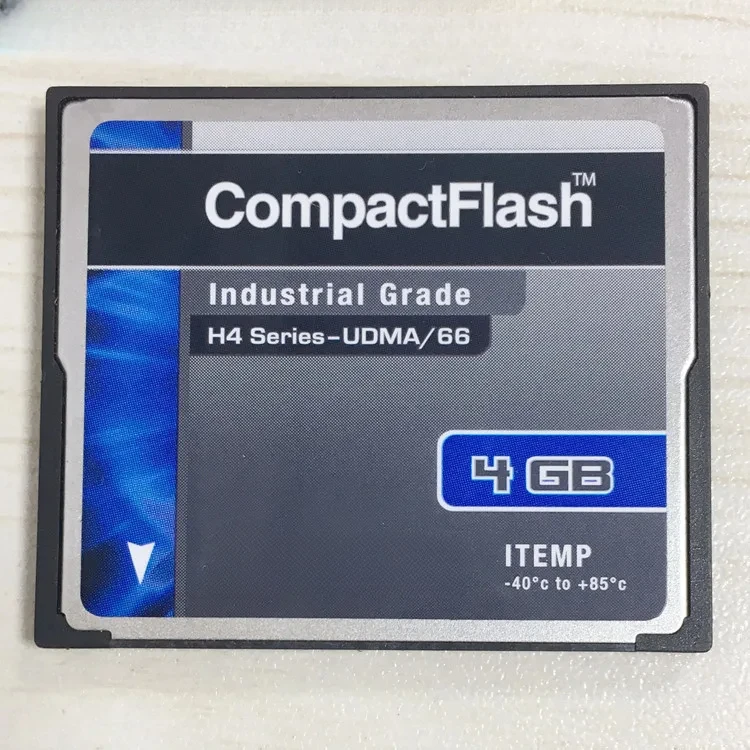 CompactFlash™
Industrial Grade
H4 Series-UDMA/66
4 GB
ITEMP
-40°c to +85°c